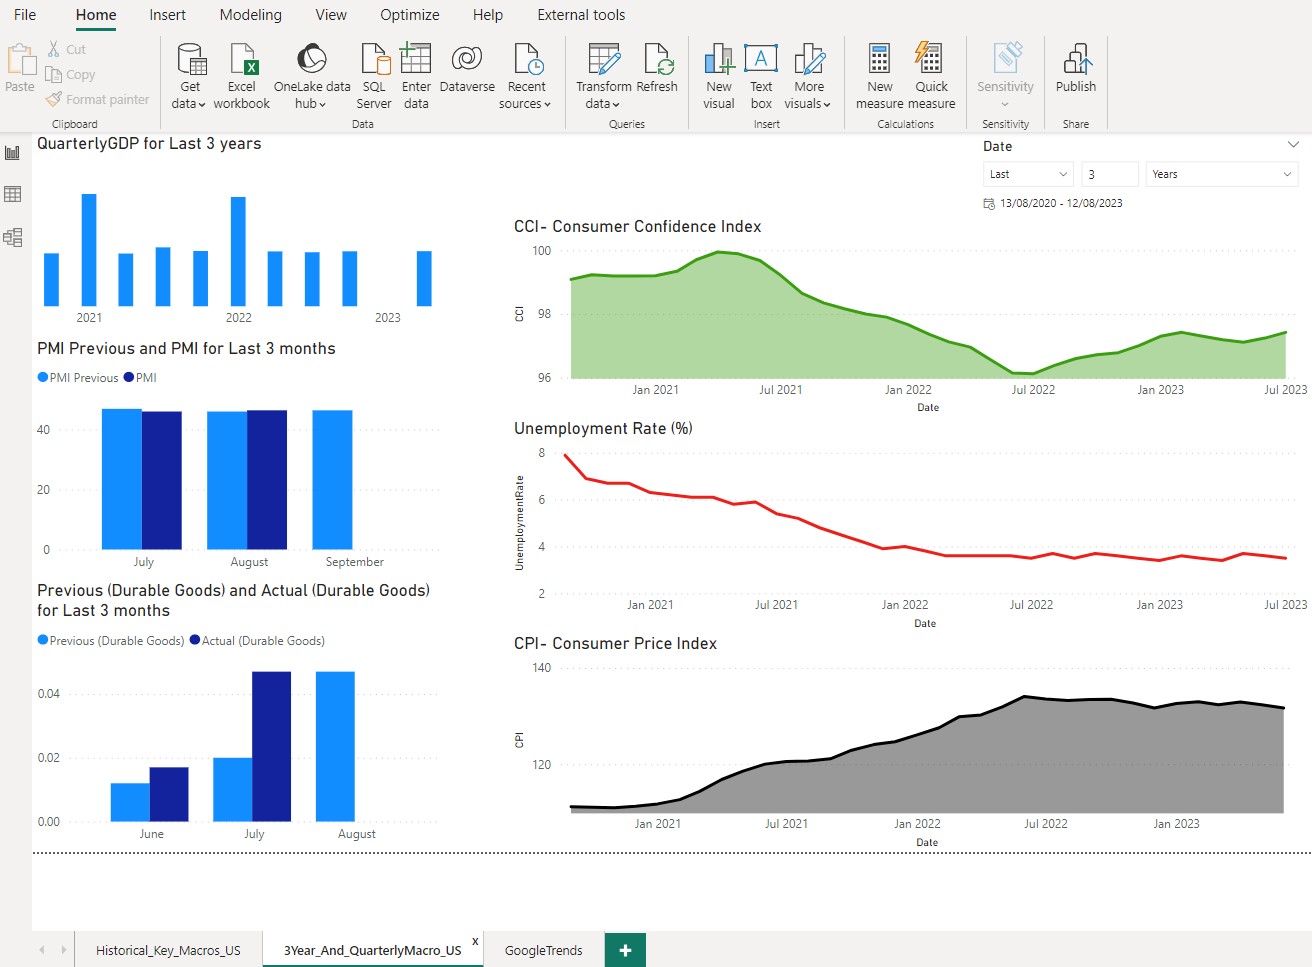 File Home Insert Modeling View Optimize Help External tools
Paste
Cut
Copy
Format painter
Clipboard
Get data
Excel workbook
OneLake data hub
SQL Server
Enter data
Dataverse
Recent sources
Data
Transform data
Refresh
Queries
New visual
Text box
More visuals
Insert
New measure
Quick measure
Calculations
Sensitivity
Sensitivity
Publish
Share
QuarterlyGDP for Last 3 years
2021 2022 2023
Date
Last 3 Years
13/08/2020 - 12/08/2023
PMI Previous and PMI for Last 3 months
PMI Previous PMI
40
20
0
July August September
Previous (Durable Goods) and Actual (Durable Goods)
for Last 3 months
Previous (Durable Goods) Actual (Durable Goods)
0.04
0.02
0.00
June July August
CCI- Consumer Confidence Index
CCI
100
98
96
Jan 2021 Jul 2021 Jan 2022 Jul 2022 Jan 2023 Jul 2023
Date
Unemployment Rate (%)
UnemploymentRate
8
6
4
2
Jan 2021 Jul 2021 Jan 2022 Jul 2022 Jan 2023 Jul 2023
Date
CPI- Consumer Price Index
CPI
140
120
Jan 2021 Jul 2021 Jan 2022 Jul 2022 Jan 2023
Date
Historical_Key_Macros_US 3Year_And_QuarterlyMacro_US x GoogleTrends +